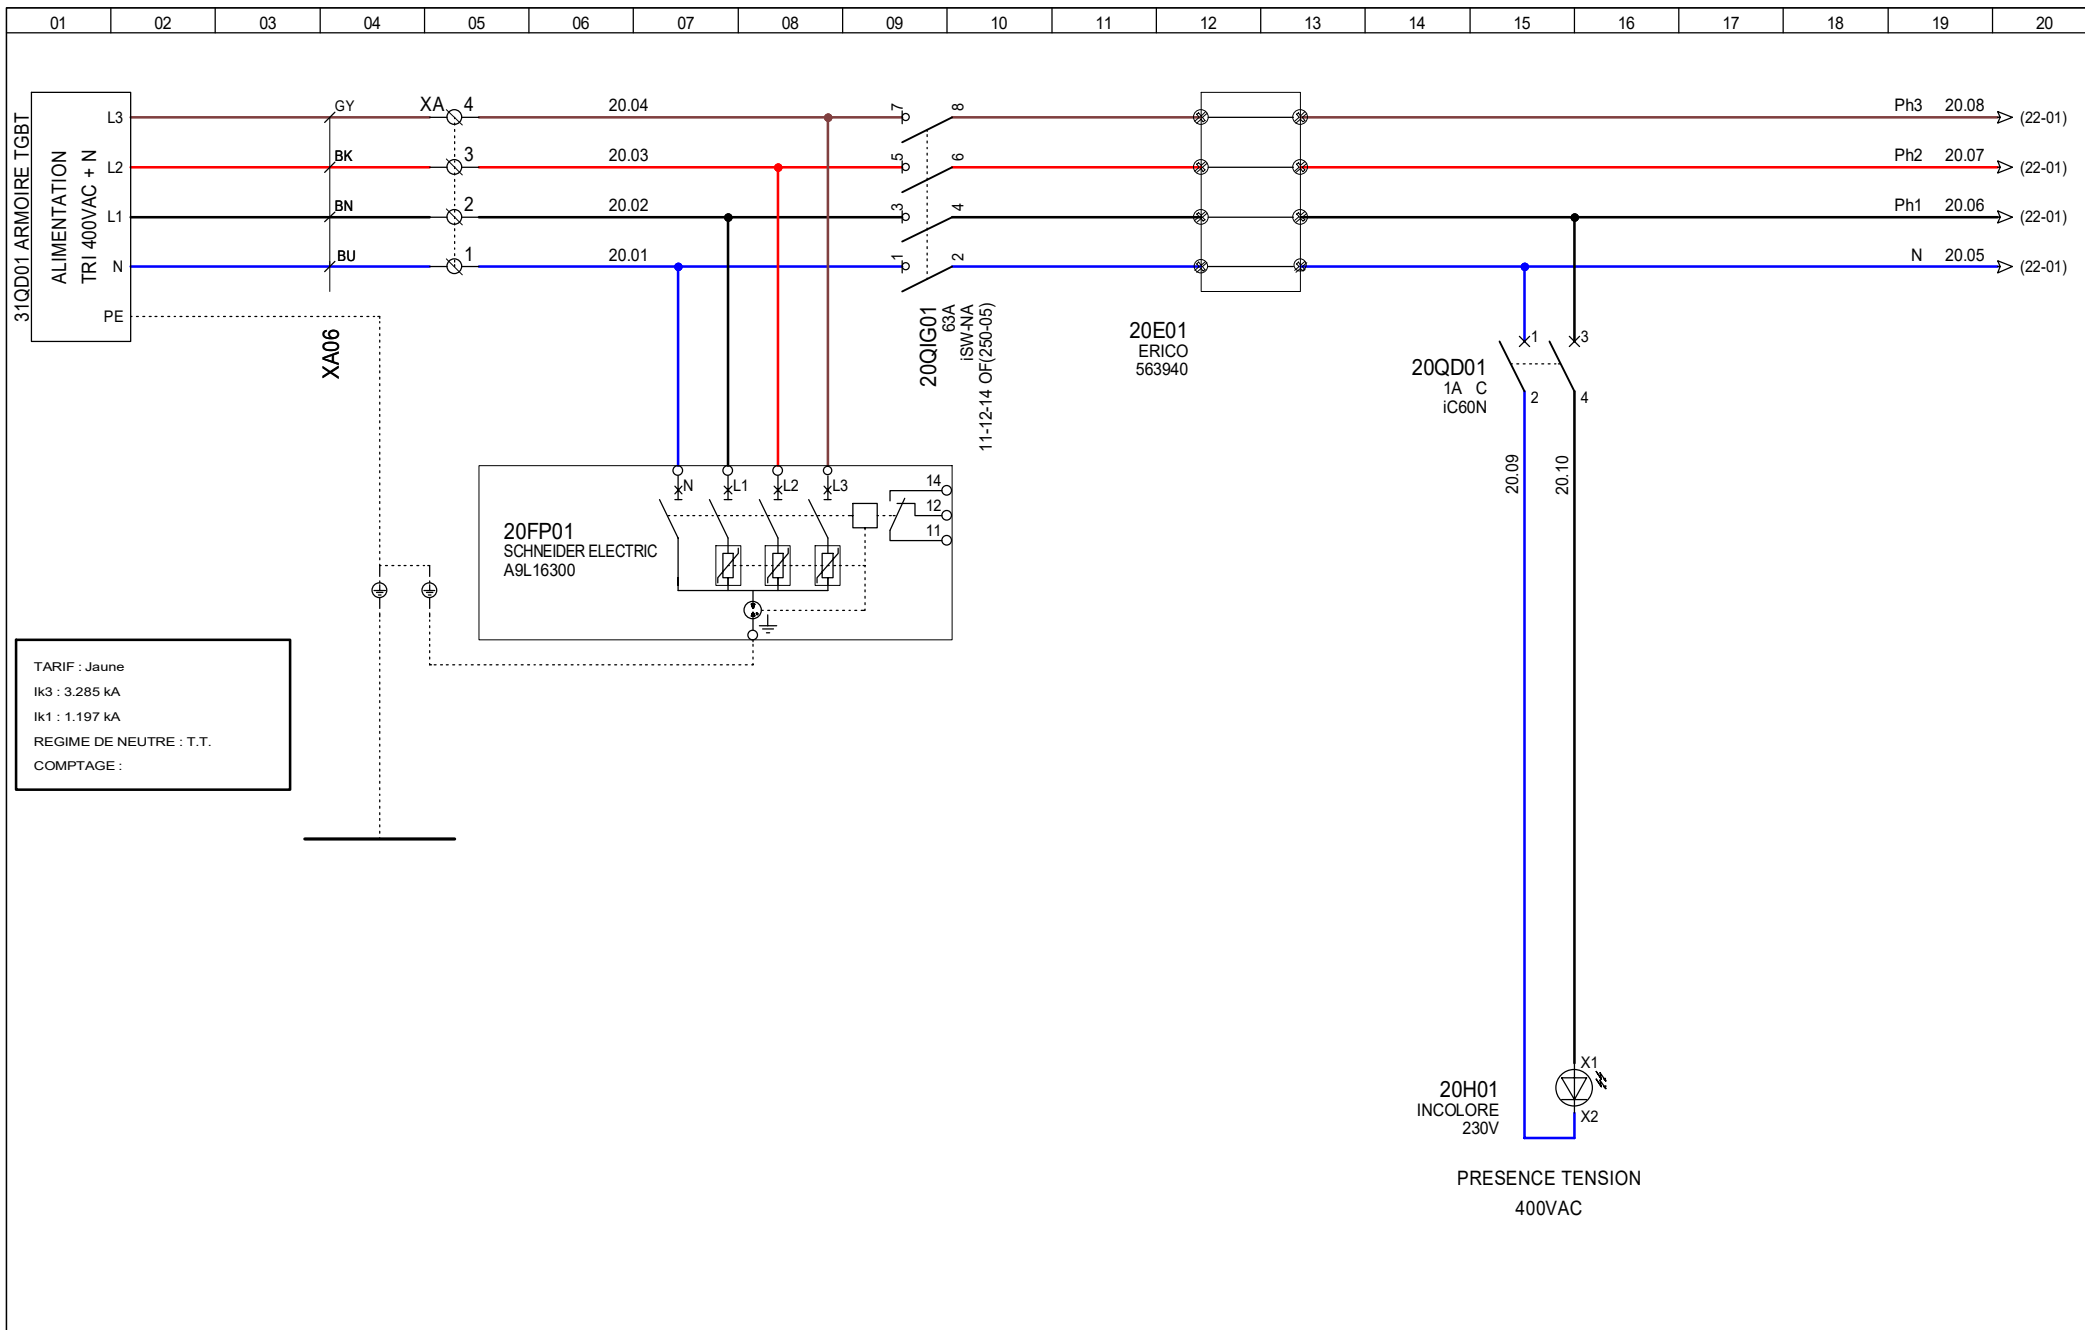 01 02 03 04 05 06 07 08 09 10 11 12 13 14 15 16 17 18 19 20
31QD01 ARMOIRE TGBT
ALIMENTATION
TRI 400VAC + N
L3 GY XA 4 20.04 7 8 Ph3 20.08 (22-01)
L2 BK 3 20.03 5 6 Ph2 20.07 (22-01)
L1 BN 2 20.02 3 4 Ph1 20.06 (22-01)
N BU 1 20.01 1 2 N 20.05 (22-01)
PE
XA06
20QIG01
63A
iSW-NA
11-12-14 OF(250-05)
20E01
ERICO
563940
20QD01
1A C
iC60N
1 3
2 4
20.09
20.10
N L1 L2 L3
14
12
11
20FP01
SCHNEIDER ELECTRIC
A9L16300
TARIF : Jaune
Ik3 : 3.285 kA
Ik1 : 1.197 kA
REGIME DE NEUTRE : T.T.
COMPTAGE :
X1
X2
20H01
INCOLORE
230V
PRESENCE TENSION
400VAC